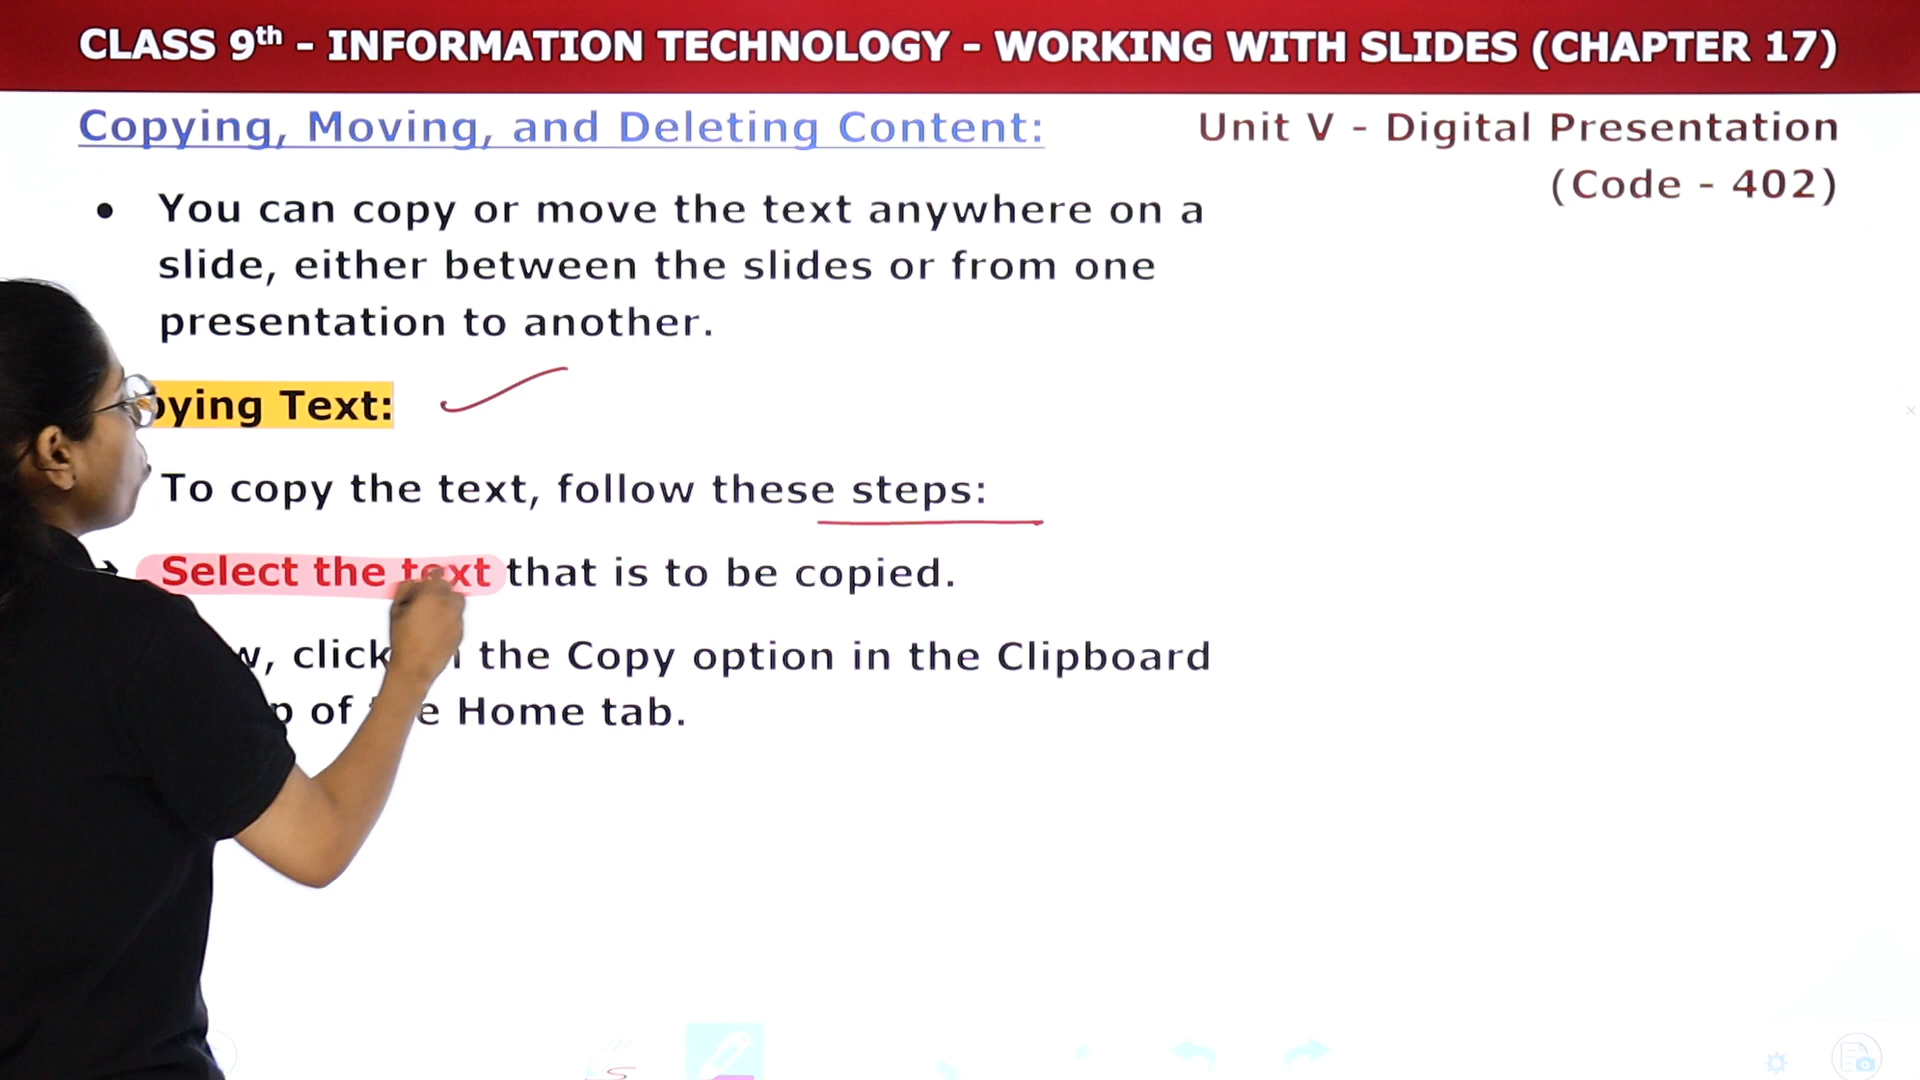 CLASS 9th - INFORMATION TECHNOLOGY - WORKING WITH SLIDES (CHAPTER 17)
Copying, Moving, and Deleting Content:
Unit V - Digital Presentation
(Code - 402)
• You can copy or move the text anywhere on a
slide, either between the slides or from one
presentation to another.
ying Text:
To copy the text, follow these steps:
Select the text that is to be copied.
click the Copy option in the Clipboard
of Home tab.